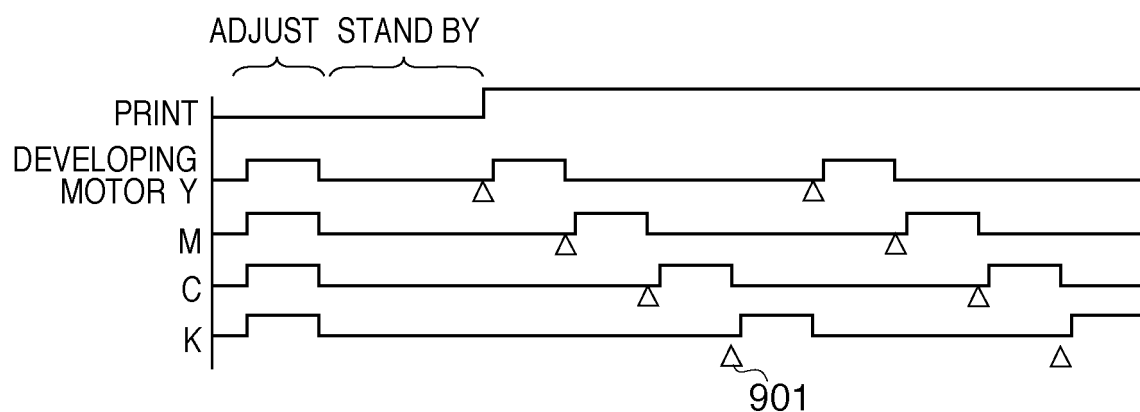 ADJUST STAND BY
PRINT
DEVELOPING
MOTOR Y
M
C
K
901